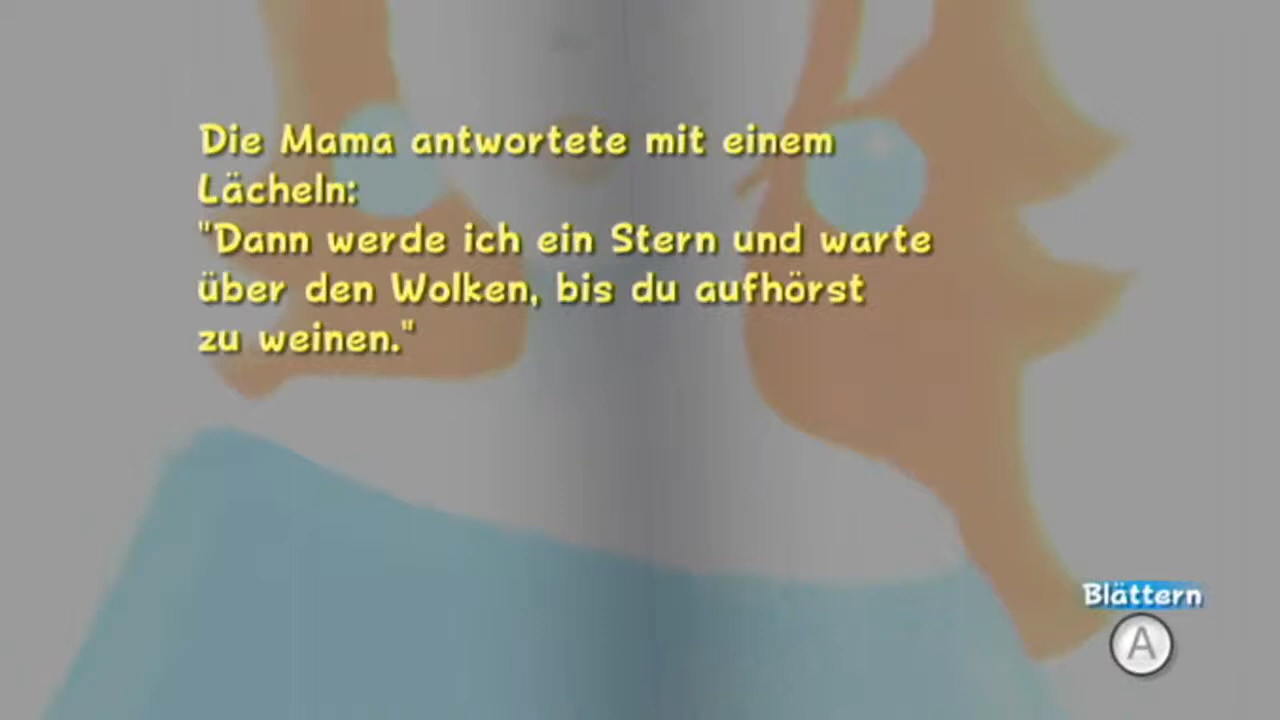 Die Mama antwortete mit einem
Lächeln:
"Dann werde ich ein Stern und warte
über den Wolken, bis du aufhörst
zu weinen."
Blättern
A